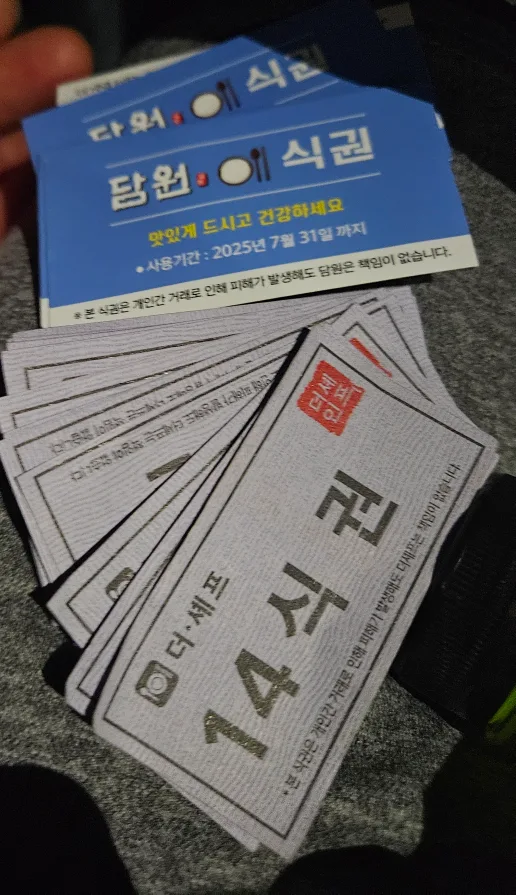 식권
담원 식권
맛있게 드시고 건강하세요
• 사용기간 : 2025년 7월 31일 까지
* 본 식권은 개인간 거래로 인해 피해가 발생해도 담원은 책임이 없습니다.
더셰프
인
더·셰프
14식권
* 본 식권은 개인간 거래로 인해 피해가 발생해도 더셰프는 책임이 없습니다.